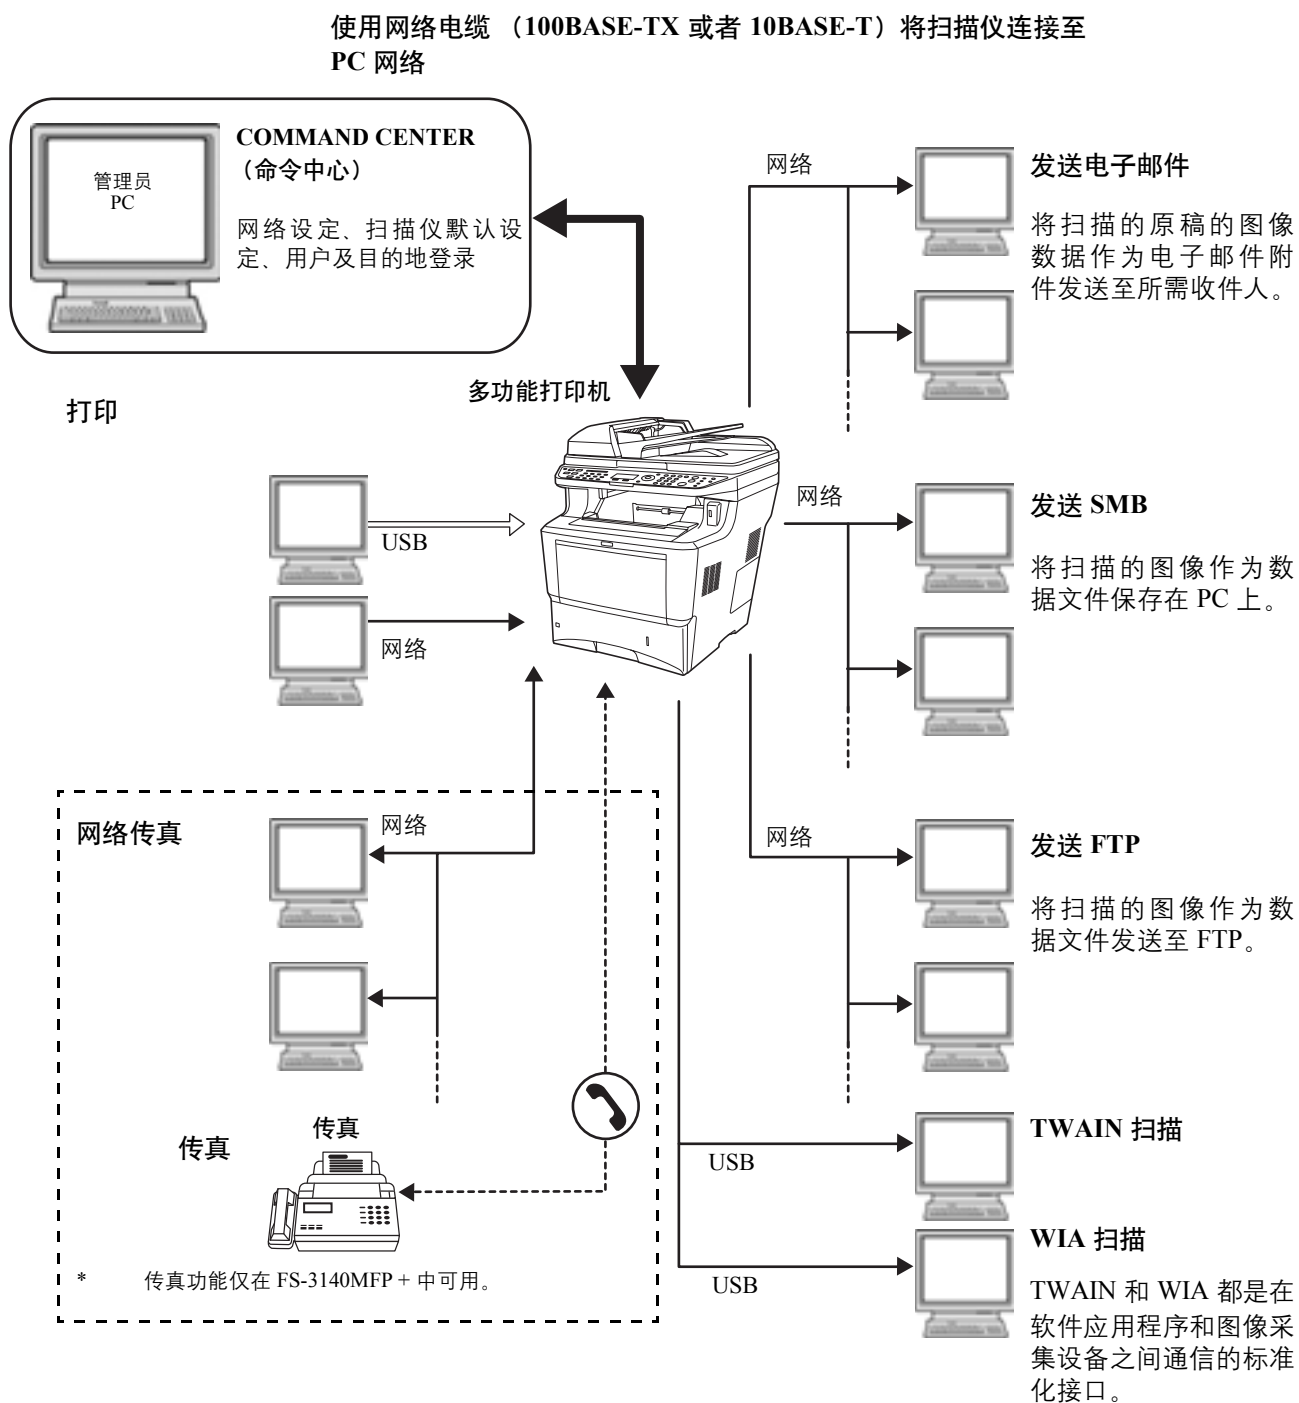 使用网络电缆 （100BASE-TX 或者 10BASE-T）将扫描仪连接至
PC 网络
COMMAND CENTER
（命令中心）
管理员
PC
网络设定、扫描仪默认设
定、用户及目的地登录
网络
发送电子邮件
将扫描的原稿的图像
数据作为电子邮件附
件发送至所需收件人。
打印
多功能打印机
USB
网络
网络
发送 SMB
将扫描的图像作为数
据文件保存在 PC 上。
网络传真
网络
网络
发送 FTP
将扫描的图像作为数
据文件发送至 FTP。
传真
传真
* 传真功能仅在 FS-3140MFP + 中可用。
USB
TWAIN 扫描
USB
WIA 扫描
TWAIN 和 WIA 都是在
软件应用程序和图像采
集设备之间通信的标准
化接口。